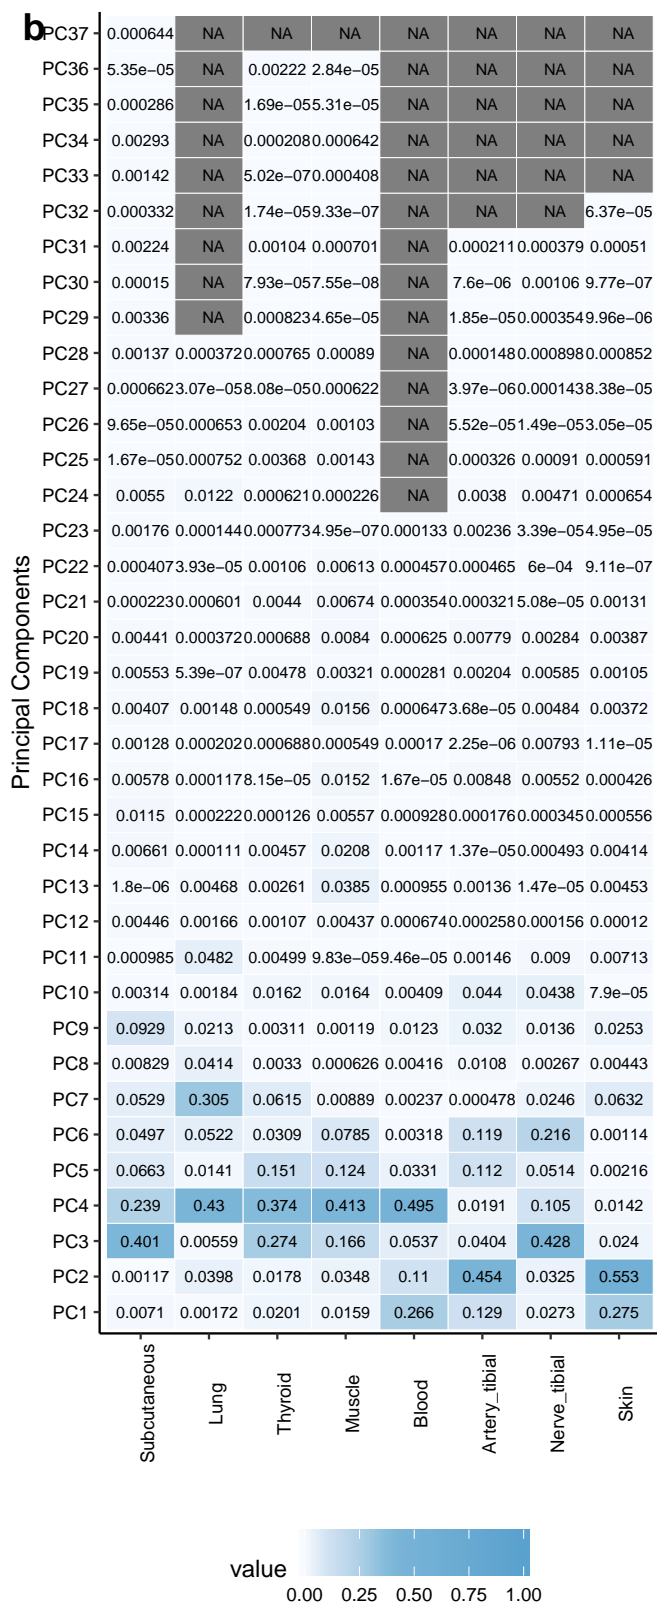 b
PC37 0.000644 NA NA NA NA NA NA NA
PC36 5.35e−05 NA 0.00222 2.84e−05 NA NA NA NA
PC35 0.000286 NA 1.69e−05 5.31e−05 NA NA NA NA
PC34 0.00293 NA 0.000208 0.000642 NA NA NA NA
PC33 0.00142 NA 5.02e−07 0.000408 NA NA NA NA
PC32 0.000332 NA 1.74e−05 9.33e−07 NA NA NA 6.37e−05
PC31 0.00224 NA 0.00104 0.000701 NA 0.000211 0.000379 0.00051
PC30 0.00015 NA 7.93e−05 7.55e−08 NA 7.6e−06 0.00106 9.77e−07
PC29 0.00336 NA 0.000823 4.65e−05 NA 1.85e−05 0.000354 9.96e−06
PC28 0.00137 0.000372 0.000765 0.00089 NA 0.000148 0.000898 0.000852
PC27 0.000662 3.07e−05 8.08e−05 0.000622 NA 3.97e−06 0.000143 8.38e−05
PC26 9.65e−05 0.000653 0.00204 0.00103 NA 5.52e−05 1.49e−05 3.05e−05
PC25 1.67e−05 0.000752 0.00368 0.00143 NA 0.000326 0.00091 0.000591
PC24 0.0055 0.0122 0.000621 0.000226 NA 0.0038 0.00471 0.000654
PC23 0.00176 0.000144 0.000773 4.95e−07 0.000133 0.00236 3.39e−05 4.95e−05
PC22 0.000407 3.93e−05 0.00106 0.00613 0.000457 0.000465 6e−04 9.11e−07
PC21 0.000223 0.000601 0.0044 0.00674 0.000354 0.000321 5.08e−05 0.00131
PC20 0.00441 0.000372 0.000688 0.0084 0.000625 0.00779 0.00284 0.00387
PC19 0.00553 5.39e−07 0.00478 0.00321 0.000281 0.00204 0.00585 0.00105
PC18 0.00407 0.00148 0.000549 0.0156 0.000647 3.68e−05 0.00484 0.00372
PC17 0.00128 0.000202 0.000688 0.000549 0.00017 2.25e−06 0.00793 1.11e−05
PC16 0.00578 0.000117 8.15e−05 0.0152 1.67e−05 0.00848 0.00552 0.000426
PC15 0.0115 0.000222 0.000126 0.00557 0.000928 0.000176 0.000345 0.000556
PC14 0.00661 0.000111 0.00457 0.0208 0.00117 1.37e−05 0.000493 0.00414
PC13 1.8e−06 0.00468 0.00261 0.0385 0.000955 0.00136 1.47e−05 0.00453
PC12 0.00446 0.00166 0.00107 0.00437 0.000674 0.000258 0.000156 0.00012
PC11 0.000985 0.0482 0.00499 9.83e−05 9.46e−05 0.00146 0.009 0.00713
PC10 0.00314 0.00184 0.0162 0.0164 0.00409 0.044 0.0438 7.9e−05
PC9 0.0929 0.0213 0.00311 0.00119 0.0123 0.032 0.0136 0.0253
PC8 0.00829 0.0414 0.0033 0.000626 0.00416 0.0108 0.00267 0.00443
PC7 0.0529 0.305 0.0615 0.00889 0.00237 0.000478 0.0246 0.0632
PC6 0.0497 0.0522 0.0309 0.0785 0.00318 0.119 0.216 0.00114
PC5 0.0663 0.0141 0.151 0.124 0.0331 0.112 0.0514 0.00216
PC4 0.239 0.43 0.374 0.413 0.495 0.0191 0.105 0.0142
PC3 0.401 0.00559 0.274 0.166 0.0537 0.0404 0.428 0.024
PC2 0.00117 0.0398 0.0178 0.0348 0.11 0.454 0.0325 0.553
PC1 0.0071 0.00172 0.0201 0.0159 0.266 0.129 0.0273 0.275
Principal Components
Subcutaneous
Lung
Thyroid
Muscle
Blood
Artery_tibial
Nerve_tibial
Skin
value
0.00 0.25 0.50 0.75 1.00